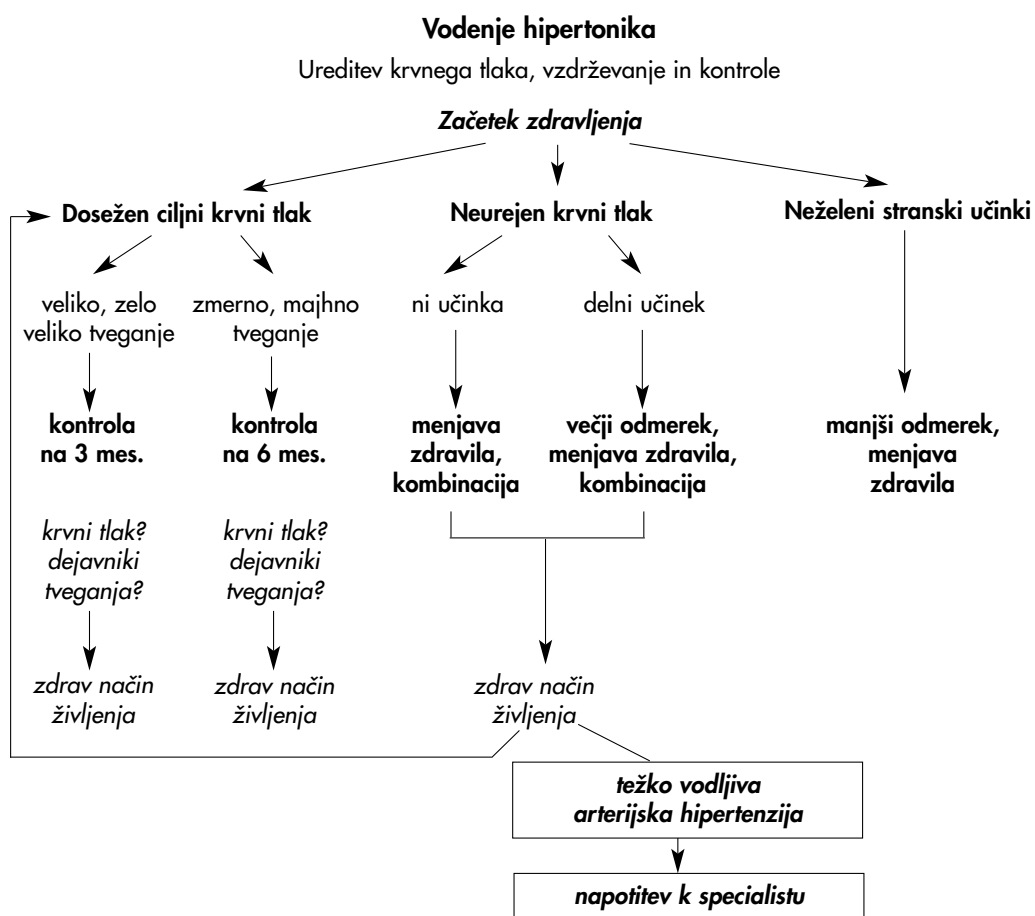 Vodenje hipertonika
Ureditev krvnega tlaka, vzdrževanje in kontrole
Začetek zdravljenja
Dosežen ciljni krvni tlak
Neurejen krvni tlak
Neželeni stranski učinki
veliko, zelo
veliko tveganje
zmerno, majhno
tveganje
ni učinka
delni učinek
kontrola
na 3 mes.
kontrola
na 6 mes.
menjava
zdravila,
kombinacija
večji odmerek,
menjava zdravila,
kombinacija
manjši odmerek,
menjava
zdravila
krvni tlak?
dejavniki
tveganja?
krvni tlak?
dejavniki
tveganja?
zdrav način
življenja
zdrav način
življenja
zdrav način
življenja
težko vodljiva
arterijska hipertenzija
napotitev k specialistu